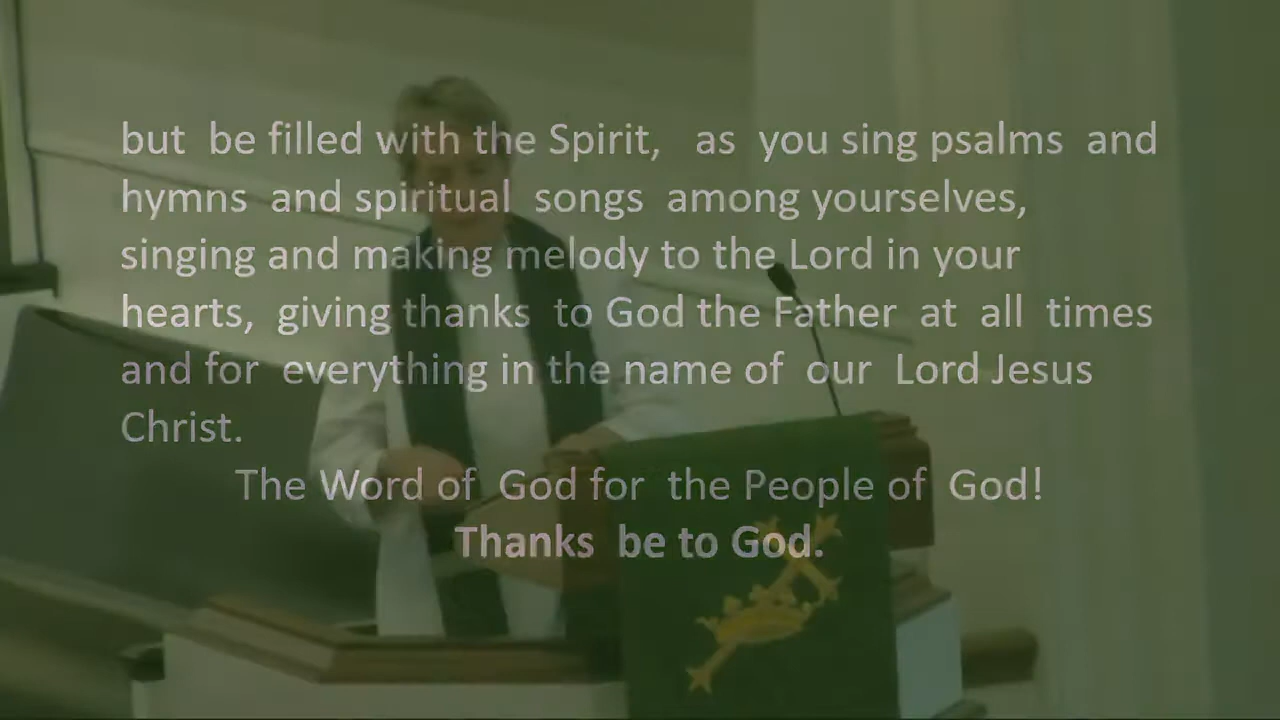 but be filled with the Spirit, as you sing psalms and
hymns and spiritual songs among yourselves,
singing and making melody to the Lord in your
hearts, giving thanks to God the Father at all times
and for everything in the name of our Lord Jesus
Christ.
The Word of God for the People of God!
Thanks be to God.